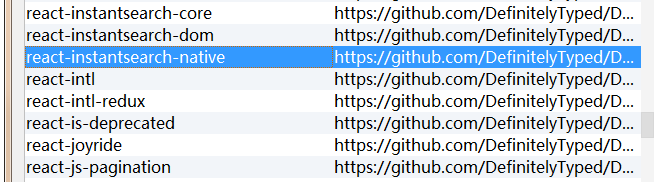 react-instantsearch-core https://github.com/DefinitelyTyped/D...
react-instantsearch-dom https://github.com/DefinitelyTyped/D...
react-instantsearch-native https://github.com/DefinitelyTyped/D...
react-intl https://github.com/DefinitelyTyped/D...
react-intl-redux https://github.com/DefinitelyTyped/D...
react-is-deprecated https://github.com/DefinitelyTyped/D...
react-joyride https://github.com/DefinitelyTyped/D...
react-js-pagination https://github.com/DefinitelyTyped/D...